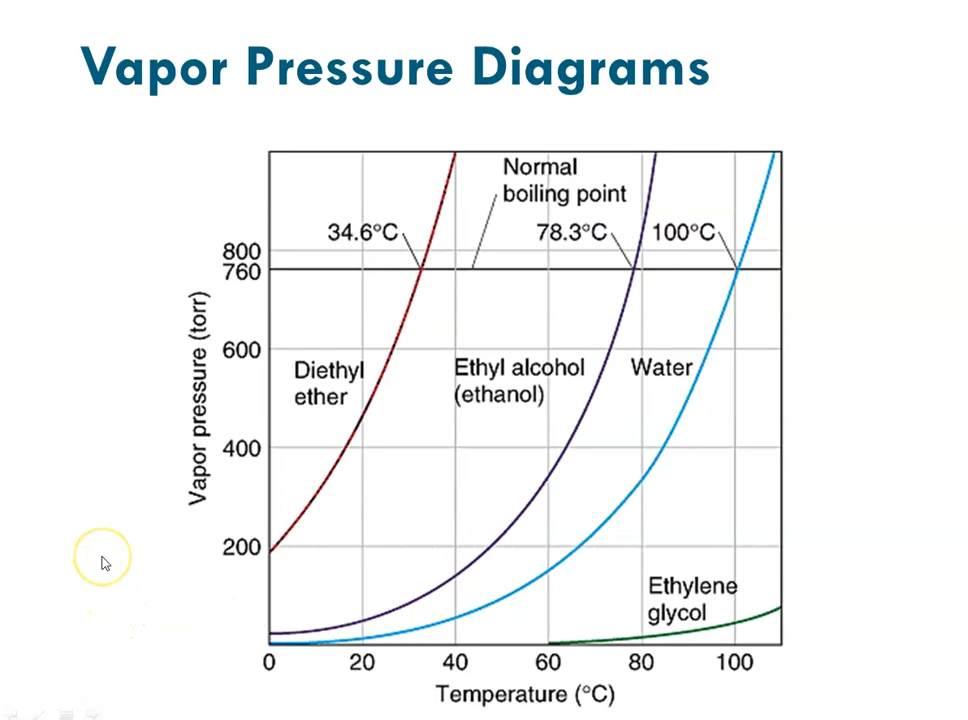 Vapor Pressure Diagrams
Normal
boiling point
34.6°C
78.3°C
100°C
800
760
600
400
200
Vapor pressure (torr)
Diethyl
ether
Ethyl alcohol
(ethanol)
Water
Ethylene
glycol
0 20 40 60 80 100
Temperature (°C)